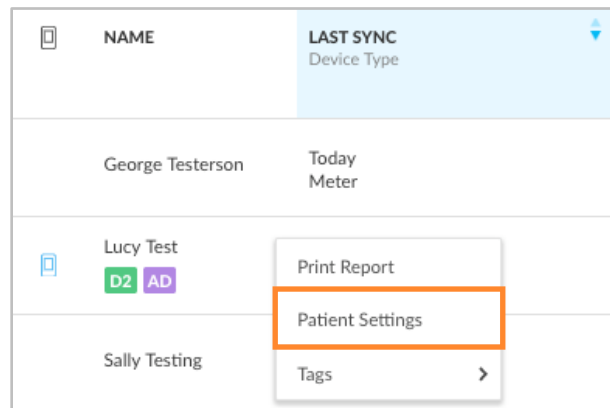 NAME
LAST SYNC
Device Type
George Testerson
Today
Meter
Lucy Test
D2 AD
Print Report
Patient Settings
Sally Testing
Tags